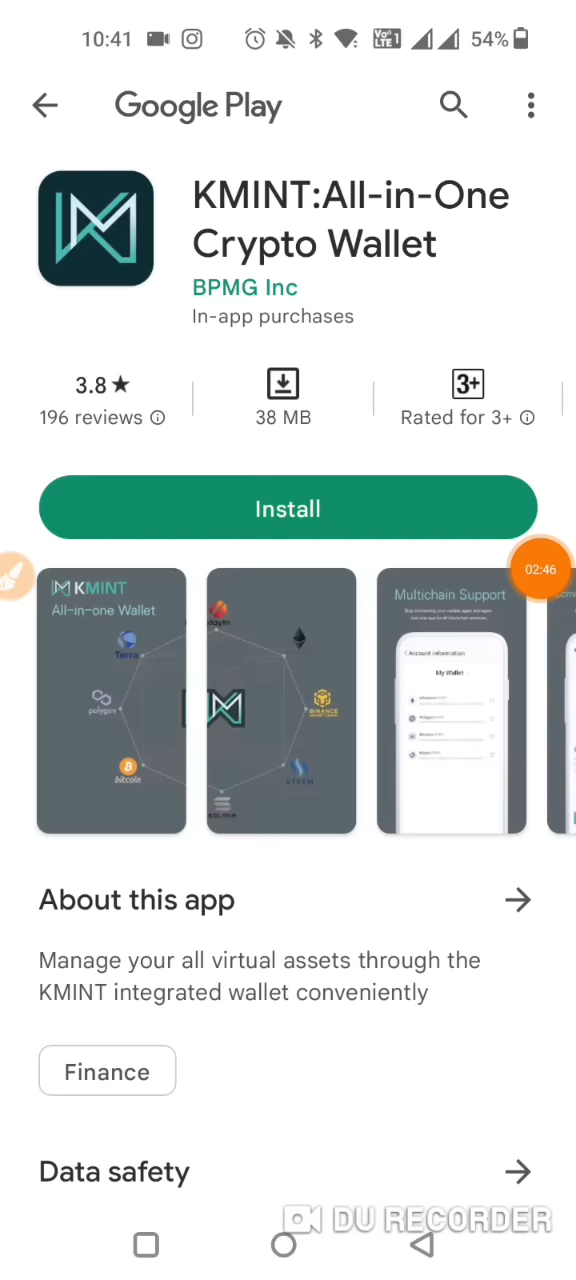 10:41
Vo 1 LTE
54%
Google Play
KMINT:All-in-One
Crypto Wallet
BPMG Inc
In-app purchases
3.8 ★
196 reviews
38 MB
3+
Rated for 3+
Install
02:46
KMINT
All-in-one Wallet
Terra
polygon
bitcoin
klaytn
BINANCE
STEEM
SOLANA
Multichain Support
Account information
My Wallet
About this app
Manage your all virtual assets through the
KMINT integrated wallet conveniently
Finance
Data safety
DU RECORDER